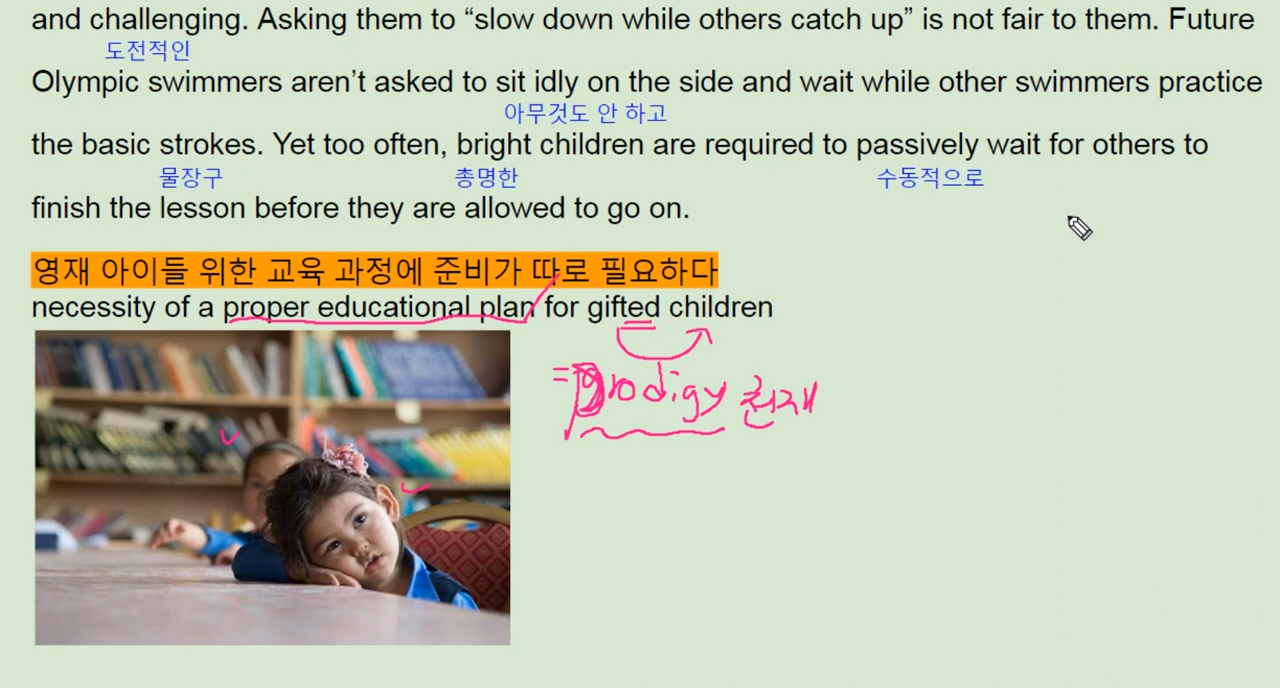 and challenging. Asking them to “slow down while others catch up” is not fair to them. Future
도전적인
Olympic swimmers aren’t asked to sit idly on the side and wait while other swimmers practice
아무것도 안 하고
the basic strokes. Yet too often, bright children are required to passively wait for others to
물장구 총명한 수동적으로
finish the lesson before they are allowed to go on.
영재 아이들 위한 교육 과정에 준비가 따로 필요하다
necessity of a proper educational plan for gifted children
=Prodigy 천재